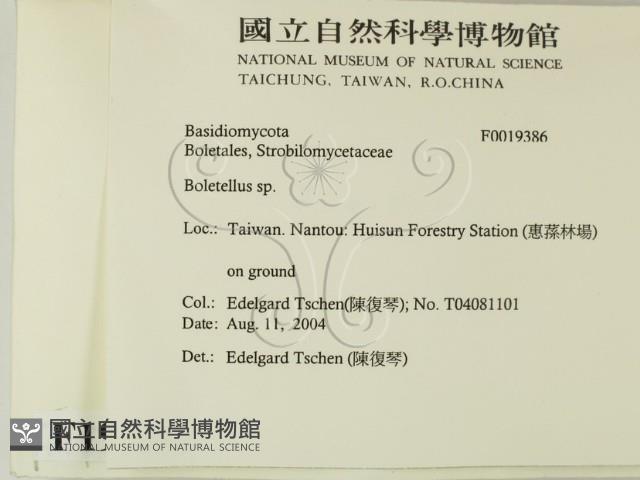 國立自然科學博物館
NATIONAL MUSEUM OF NATURAL SCIENCE
TAICHUNG, TAIWAN, R.O.CHINA
Basidiomycota F0019386
Boletales, Strobilomycetaceae
Boletellus sp.
Loc.: Taiwan. Nantou: Huisun Forestry Station (惠蓀林場)
on ground
Col.: Edelgard Tschen(陳復琴); No. T04081101
Date: Aug. 11, 2004
Det.: Edelgard Tschen (陳復琴)
國立自然科學博物館
NATIONAL MUSEUM OF NATURAL SCIENCE